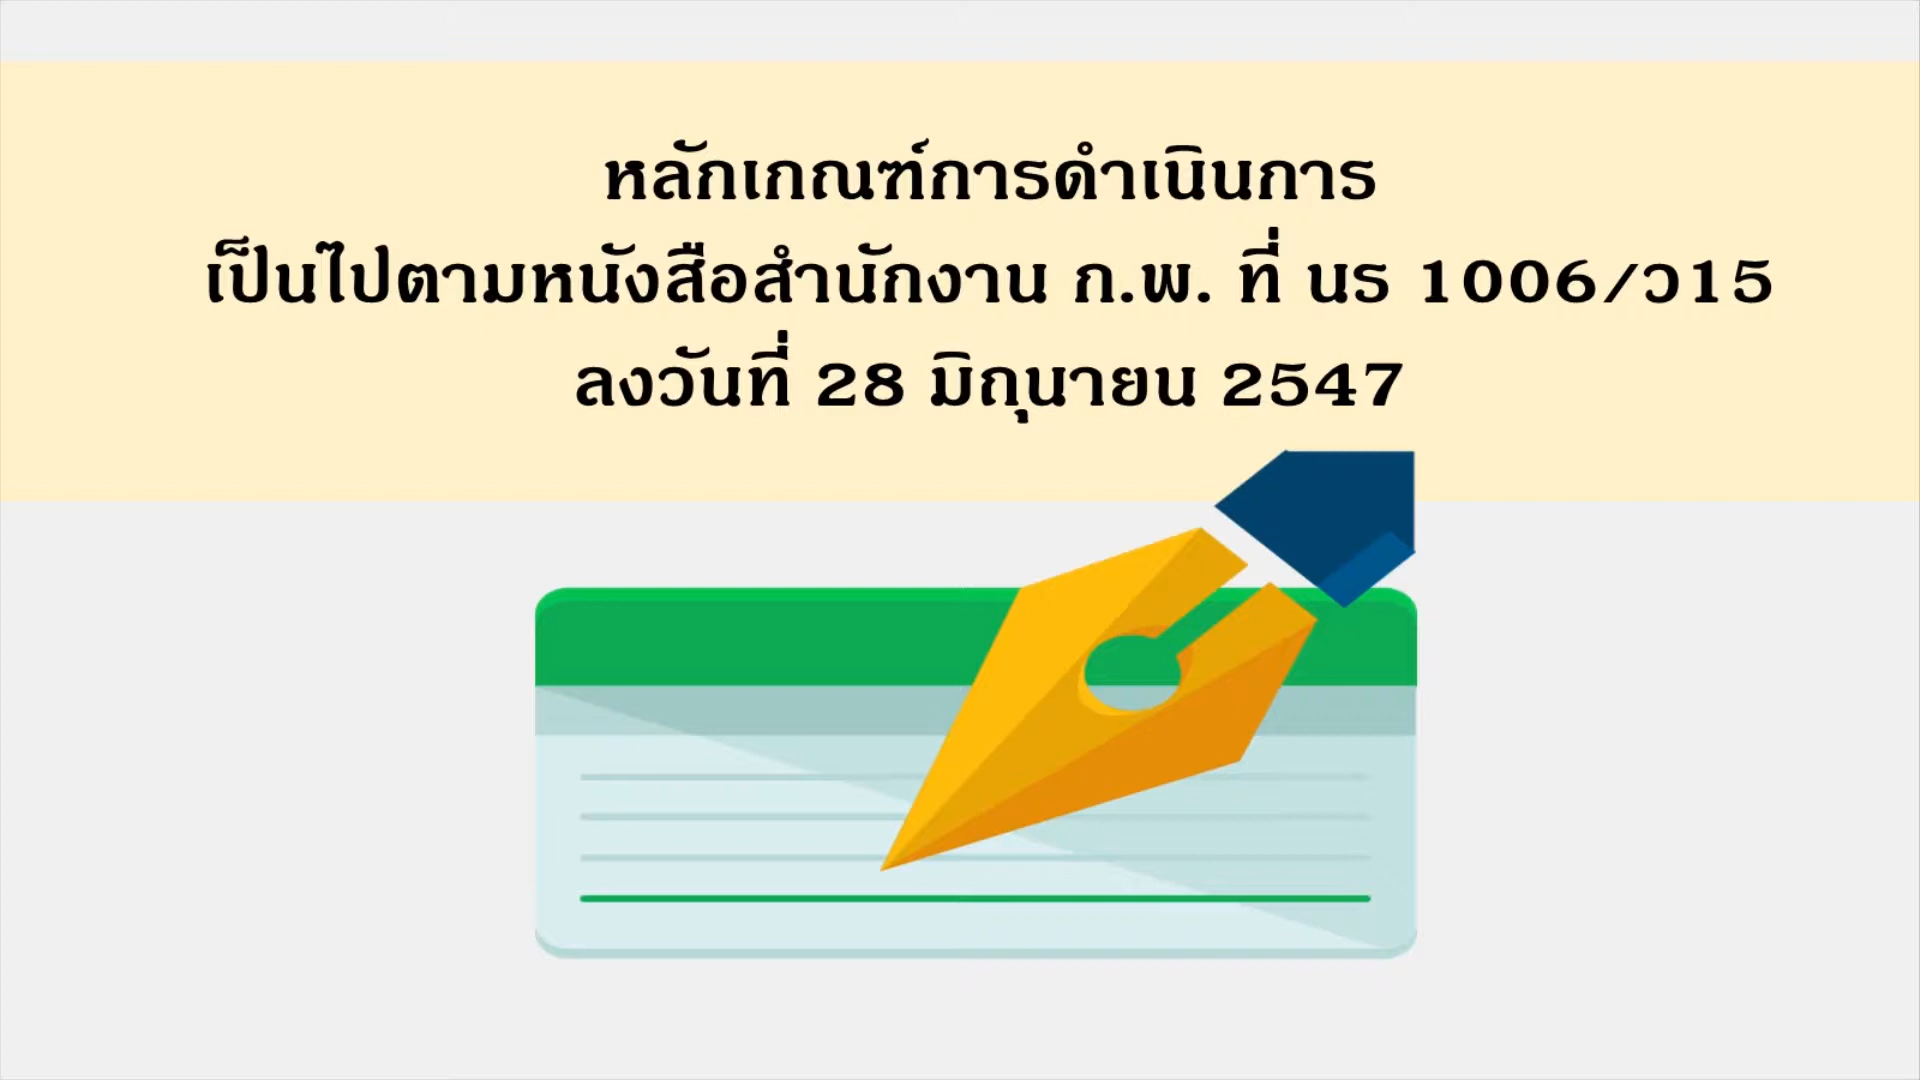 หลักเกณฑ์การดำเนินการ
เป็นไปตามหนังสือสำนักงาน ก.พ. ที่ นร 1006/ว15
ลงวันที่ 28 มิถุนายน 2547